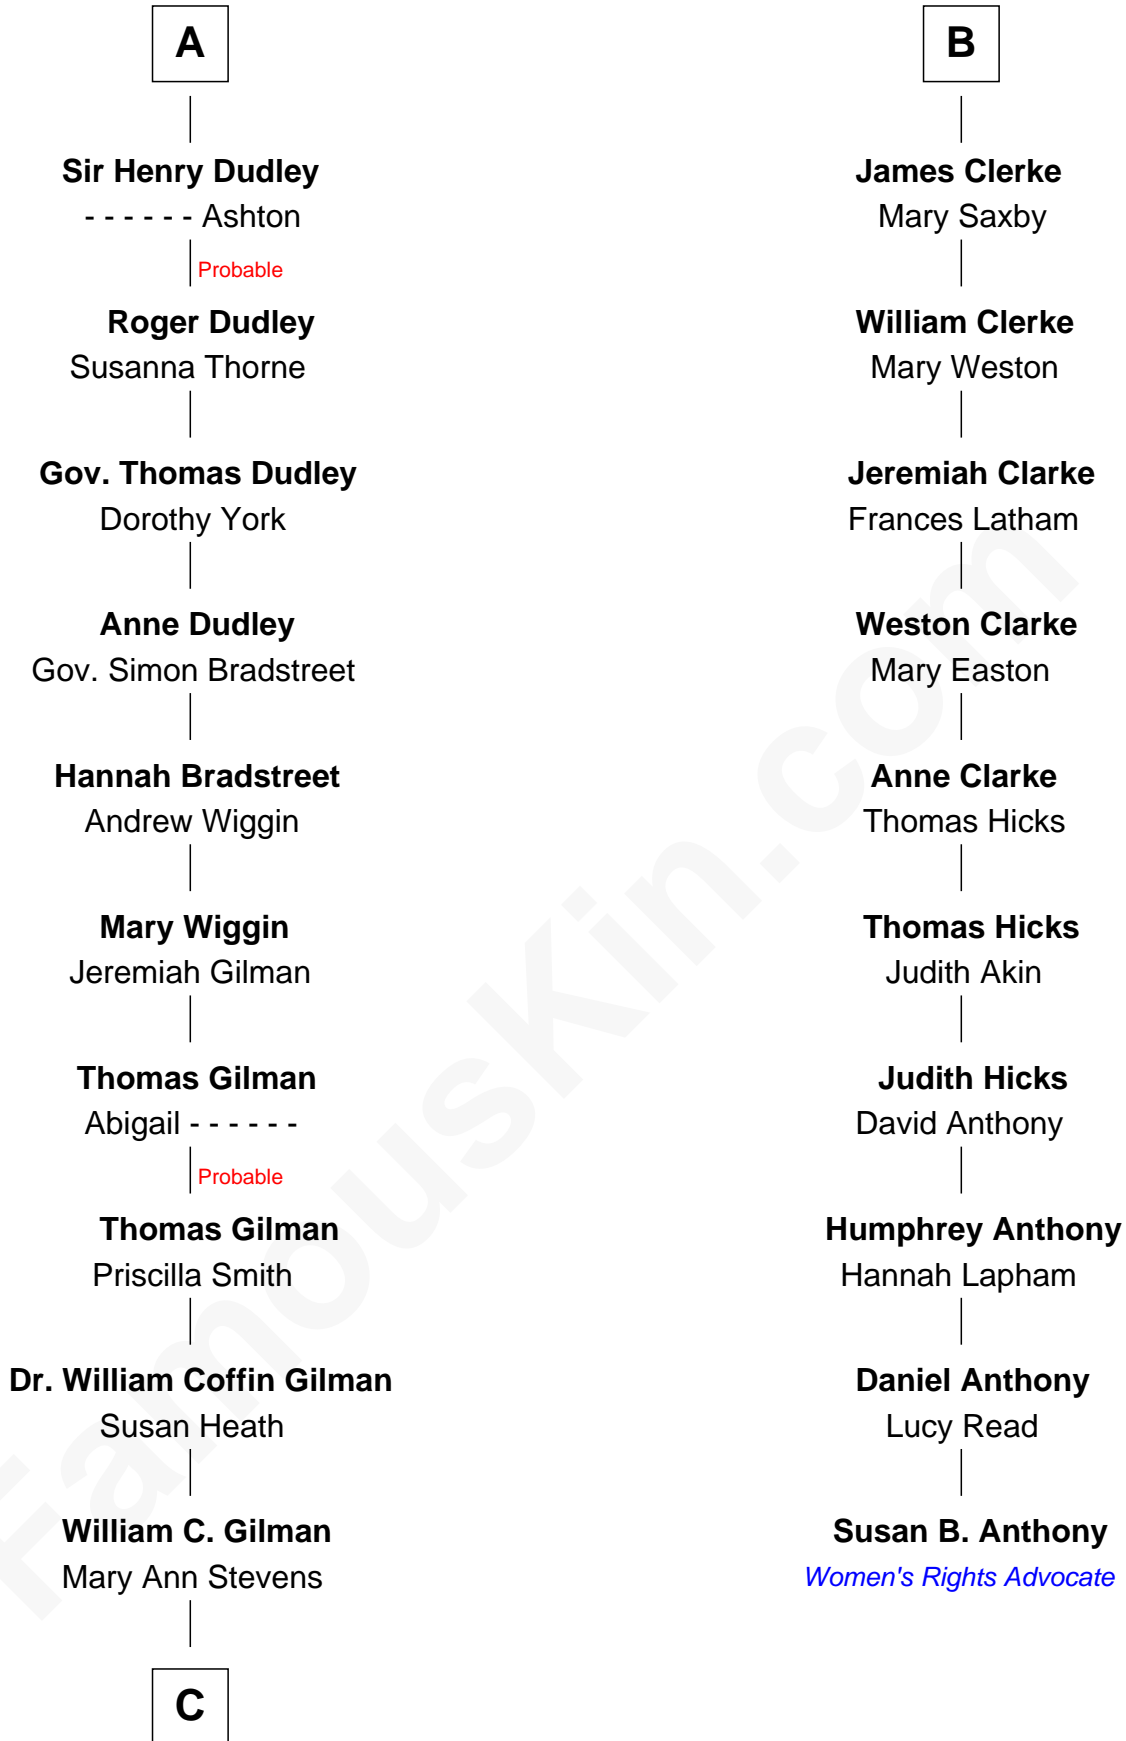 A
Sir Henry Dudley
- - - - - - Ashton
Probable
Roger Dudley
Susanna Thorne
Gov. Thomas Dudley
Dorothy York
Anne Dudley
Gov. Simon Bradstreet
Hannah Bradstreet
Andrew Wiggin
Mary Wiggin
Jeremiah Gilman
Thomas Gilman
Abigail - - - - - -
Probable
Thomas Gilman
Priscilla Smith
Dr. William Coffin Gilman
Susan Heath
William C. Gilman
Mary Ann Stevens
C
B
James Clerke
Mary Saxby
William Clerke
Mary Weston
Jeremiah Clarke
Frances Latham
Weston Clarke
Mary Easton
Anne Clarke
Thomas Hicks
Thomas Hicks
Judith Akin
Judith Hicks
David Anthony
Humphrey Anthony
Hannah Lapham
Daniel Anthony
Lucy Read
Susan B. Anthony
Women's Rights Advocate
FamousKin.com